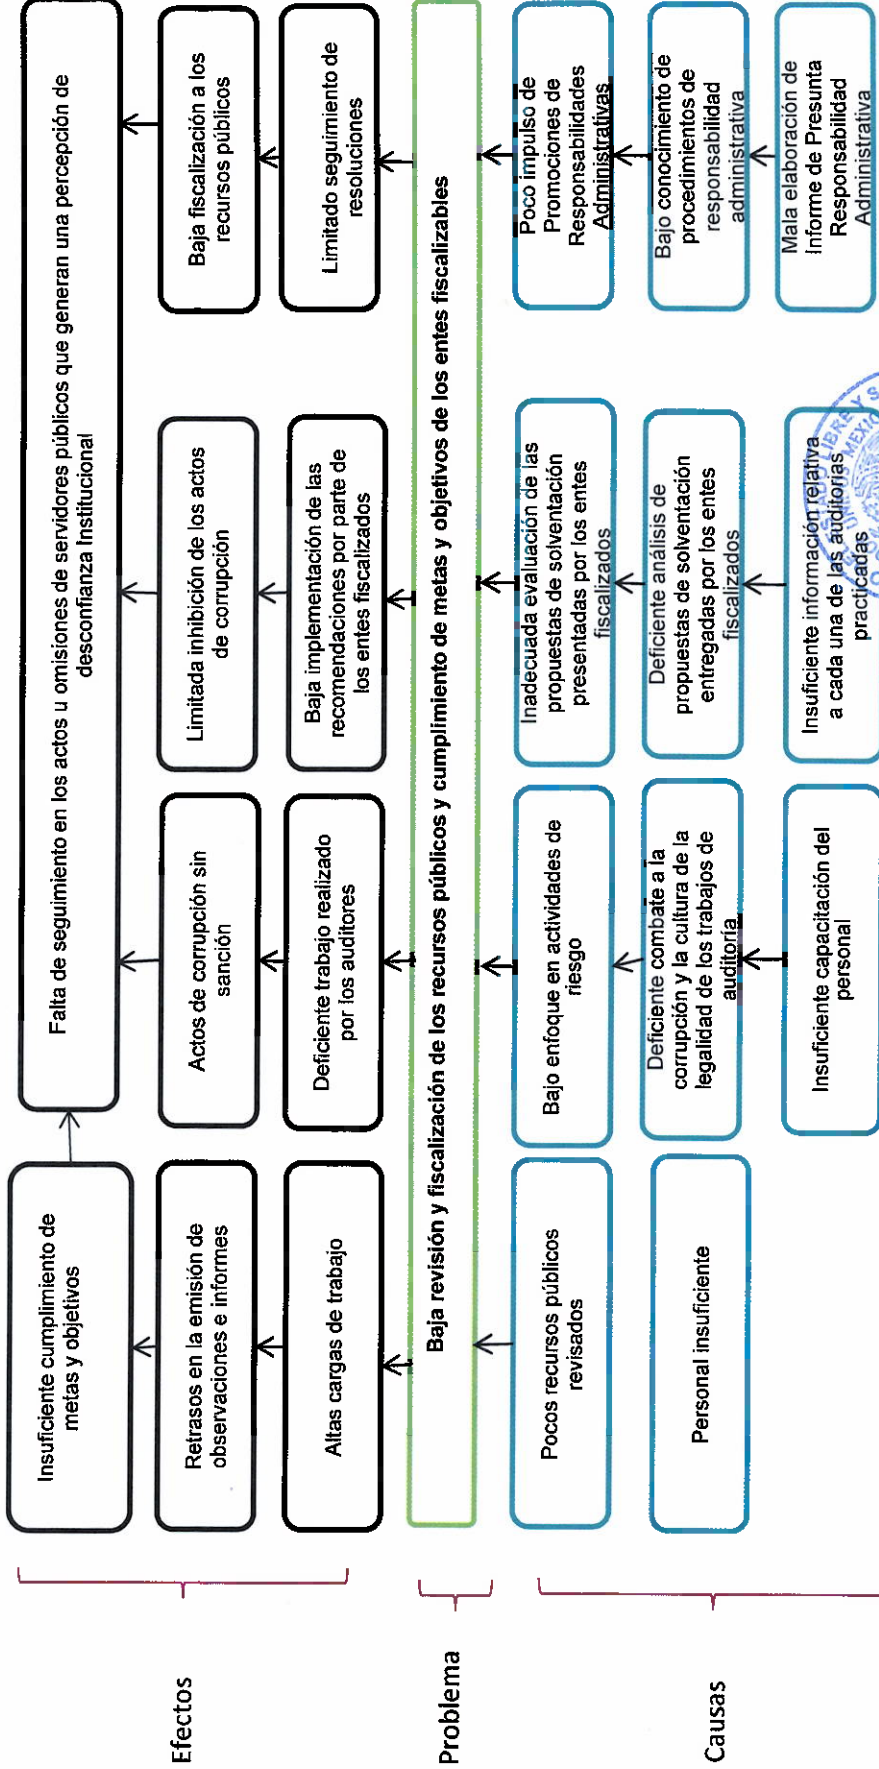 Efectos
Insuficiente cumplimiento de
metas y objetivos
Falta de seguimiento en los actos u omisiones de servidores públicos que generan una percepción de
desconfianza Institucional
Retrasos en la emisión de
observaciones e informes
Actos de corrupción sin
sanción
Limitada inhibición de los actos
de corrupción
Baja fiscalización a los
recursos públicos
Altas cargas de trabajo
Deficiente trabajo realizado
por los auditores
Baja implementación de las
recomendaciones por parte de
los entes fiscalizados
Limitado seguimiento de
resoluciones
Problema
Baja revisión y fiscalización de los recursos públicos y cumplimiento de metas y objetivos de los entes fiscalizables
Causas
Pocos recursos públicos
revisados
Bajo enfoque en actividades de
riesgo
Inadecuada evaluación de las
propuestas de solventación
presentadas por los entes
fiscalizados
Poco impulso de
Promociones de
Responsabilidades
Administrativas
Personal insuficiente
Deficiente combate a la
corrupción y la cultura de la
legalidad de los trabajos de
auditoría
Deficiente análisis de
propuestas de solventación
entregadas por los entes
fiscalizados
Bajo conocimiento de
procedimientos de
responsabilidad
administrativa
Insuficiente capacitación del
personal
Insuficiente información relativa
a cada una de las auditorias
practicadas
Mala elaboración de
Informe de Presunta
Responsabilidad
Administrativa
ESTADO LIBRE Y S
UNIDOS MEXIC